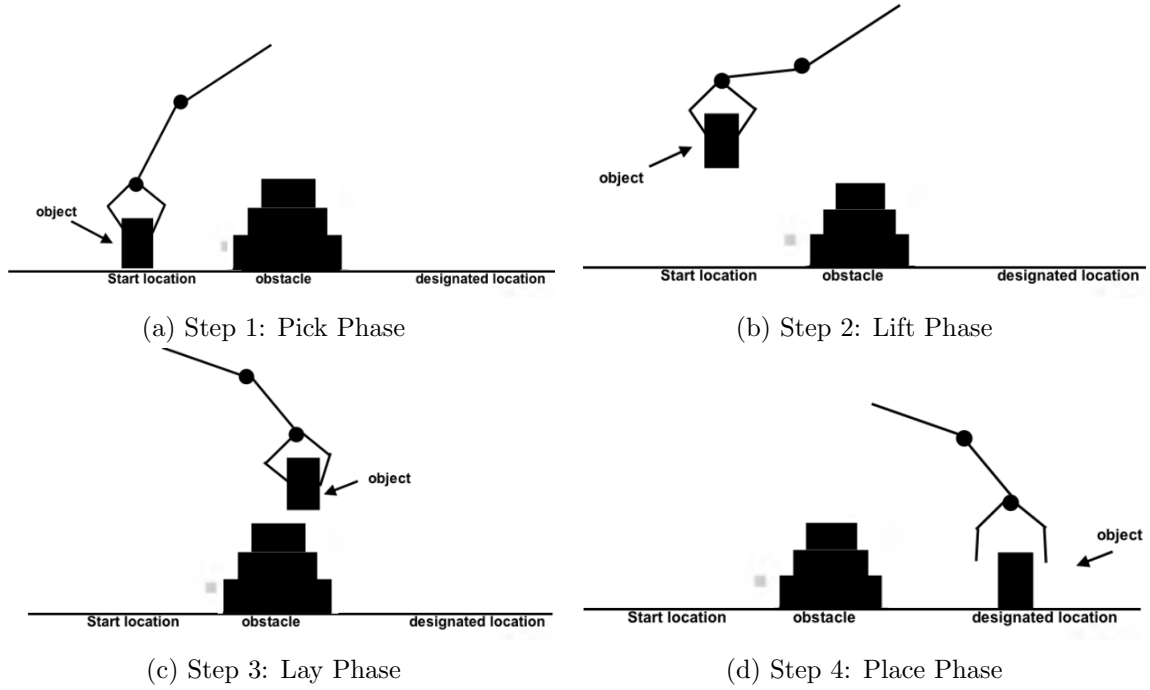 object
Start location obstacle designated location
(a) Step 1: Pick Phase
object
Start location obstacle designated location
(b) Step 2: Lift Phase
object
Start location obstacle designated location
(c) Step 3: Lay Phase
object
Start location obstacle designated location
(d) Step 4: Place Phase